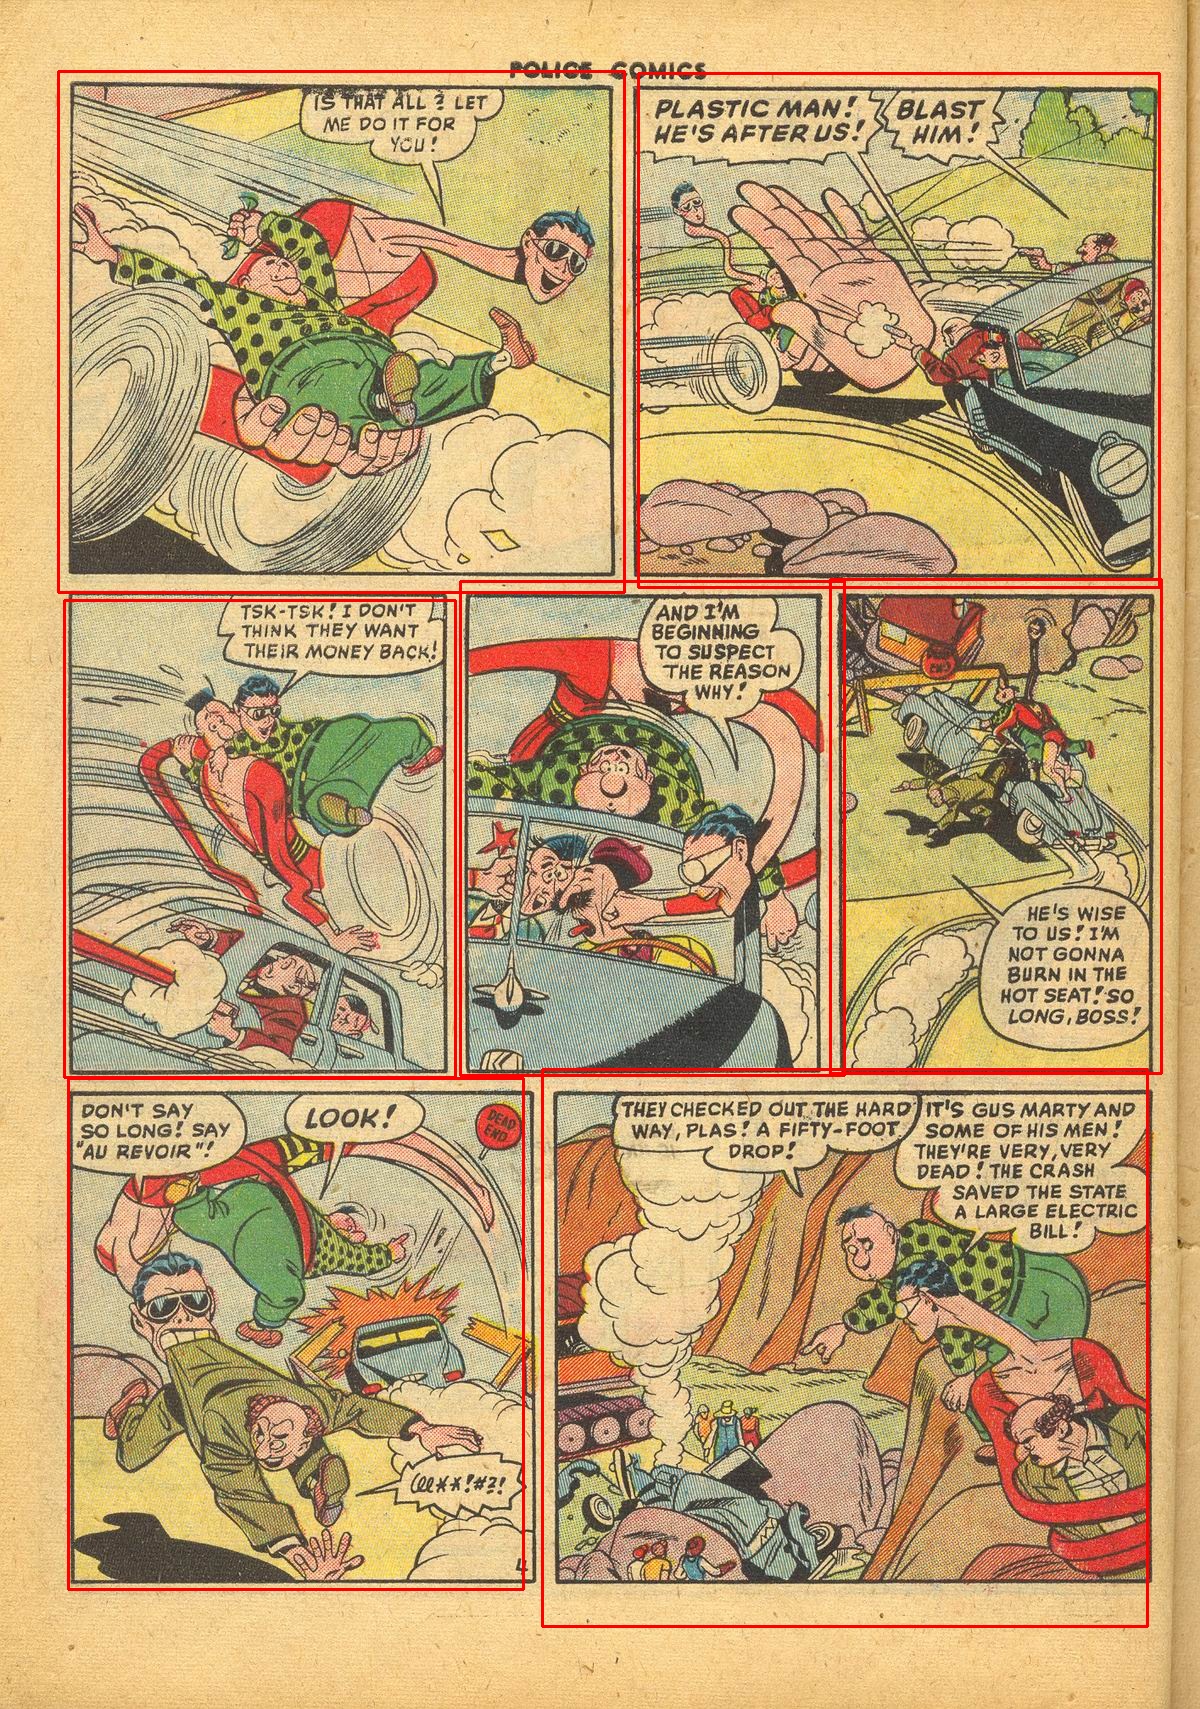 POLICE COMICS
IS THAT ALL? LET
ME DO IT FOR
YOU!
PLASTIC MAN!
HE'S AFTER US!
BLAST
HIM!
TSK-TSK! I DON'T
THINK THEY WANT
THEIR MONEY BACK!
AND I'M
BEGINNING
TO SUSPECT
THE REASON
WHY!
DEAD
END
HE'S WISE
TO US! I'M
NOT GONNA
BURN IN THE
HOT SEAT! SO
LONG, BOSS!
DON'T SAY
SO LONG! SAY
"AU REVOIR"!
LOOK!
DEAD
END
@**!#?!
4
THEY CHECKED OUT THE HARD
WAY, PLAS! A FIFTY-FOOT
DROP!
IT'S GUS MARTY AND
SOME OF HIS MEN!
THEY'RE VERY, VERY
DEAD! THE CRASH
SAVED THE STATE
A LARGE ELECTRIC
BILL!